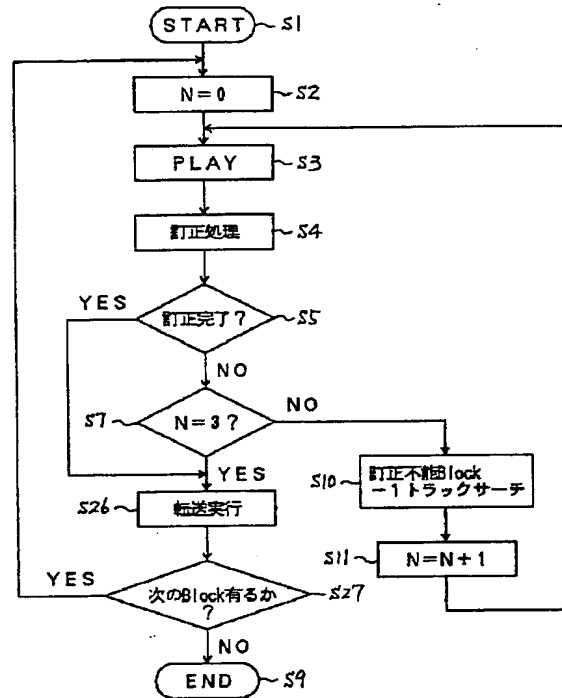 START S1
N=0 S2
PLAY S3
訂正処理 S4
YES 訂正完了? S5
NO
S7 N=3? NO
YES
S10 訂正不能Block
-1トラックサーチ
S26 転送実行
S11 N=N+1
YES 次のBlock有るか S27
?
NO
END S9